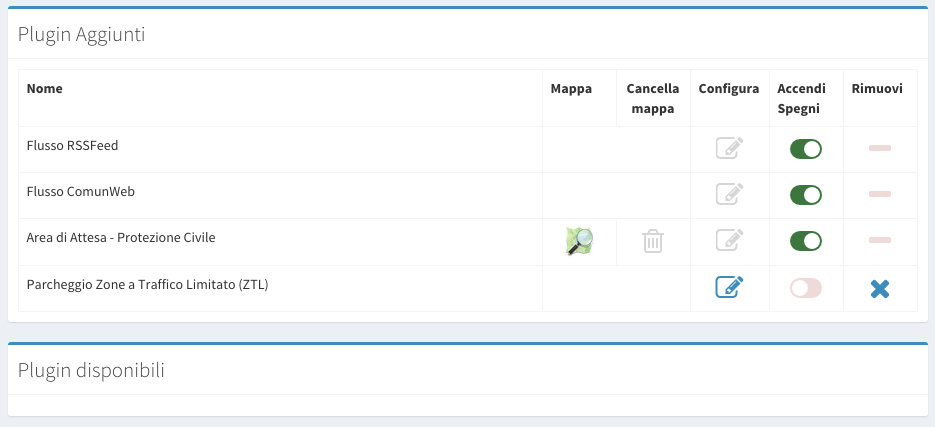 Plugin Aggiunti
Nome Mappa Cancella mappa Configura Accendi Spegni Rimuovi
Flusso RSSFeed
Flusso ComunWeb
Area di Attesa - Protezione Civile
Parcheggio Zone a Traffico Limitato (ZTL)
Plugin disponibili